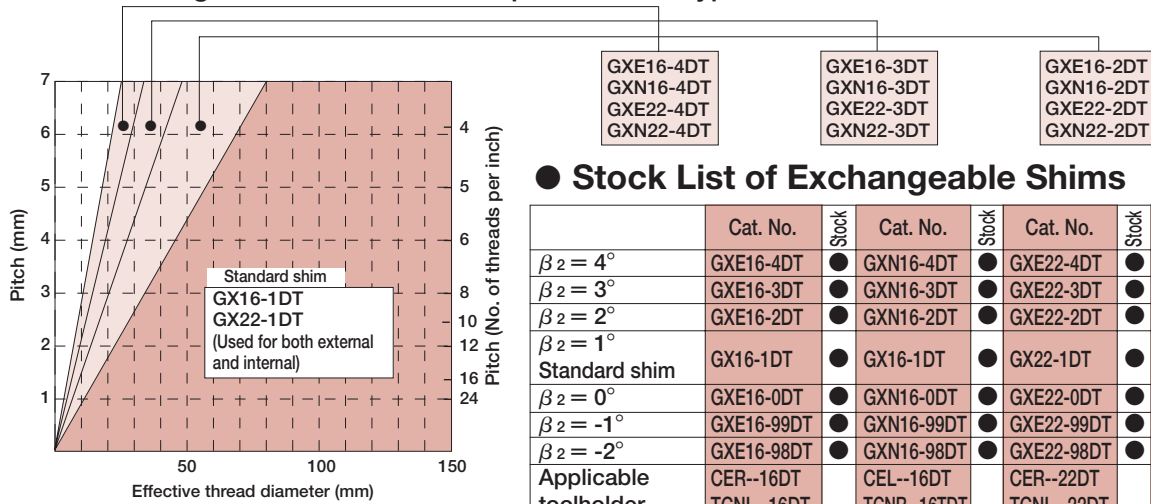 GXE16-4DT
GXN16-4DT
GXE22-4DT
GXN22-4DT
GXE16-3DT
GXN16-3DT
GXE22-3DT
GXN22-3DT
GXE16-2DT
GXN16-2DT
GXE22-2DT
GXN22-2DT
7
6
5
4
3
2
1
Pitch (mm)
Standard shim
GX16-1DT
GX22-1DT
(Used for both external
and internal)
4
5
6
8
10
12
16
24
Pitch (No. of threads per inch)
50 100 150
Effective thread diameter (mm)
● Stock List of Exchangeable Shims
Cat. No. Stock Cat. No. Stock Cat. No. Stock
β2 = 4° GXE16-4DT ● GXN16-4DT ● GXE22-4DT ●
β2 = 3° GXE16-3DT ● GXN16-3DT ● GXE22-3DT ●
β2 = 2° GXE16-2DT ● GXN16-2DT ● GXE22-2DT ●
β2 = 1°
Standard shim GX16-1DT ● GX16-1DT ● GX22-1DT ●
β2 = 0° GXE16-0DT ● GXN16-0DT ● GXE22-0DT ●
β2 = -1° GXE16-99DT ● GXN16-99DT ● GXE22-99DT ●
β2 = -2° GXE16-98DT ● GXN16-98DT ● GXE22-98DT ●
Applicable CER--16DT CEL--16DT CER--22DT
toolholder